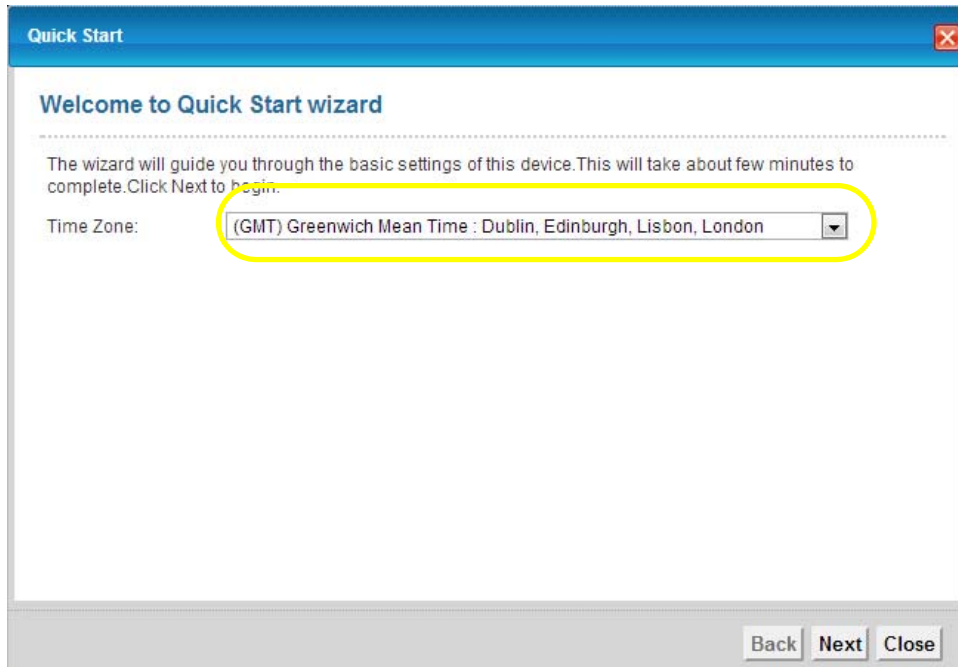 Quick Start
Welcome to Quick Start wizard
The wizard will guide you through the basic settings of this device.This will take about few minutes to
complete.Click Next to begin.
Time Zone: (GMT) Greenwich Mean Time : Dublin, Edinburgh, Lisbon, London
Back Next Close